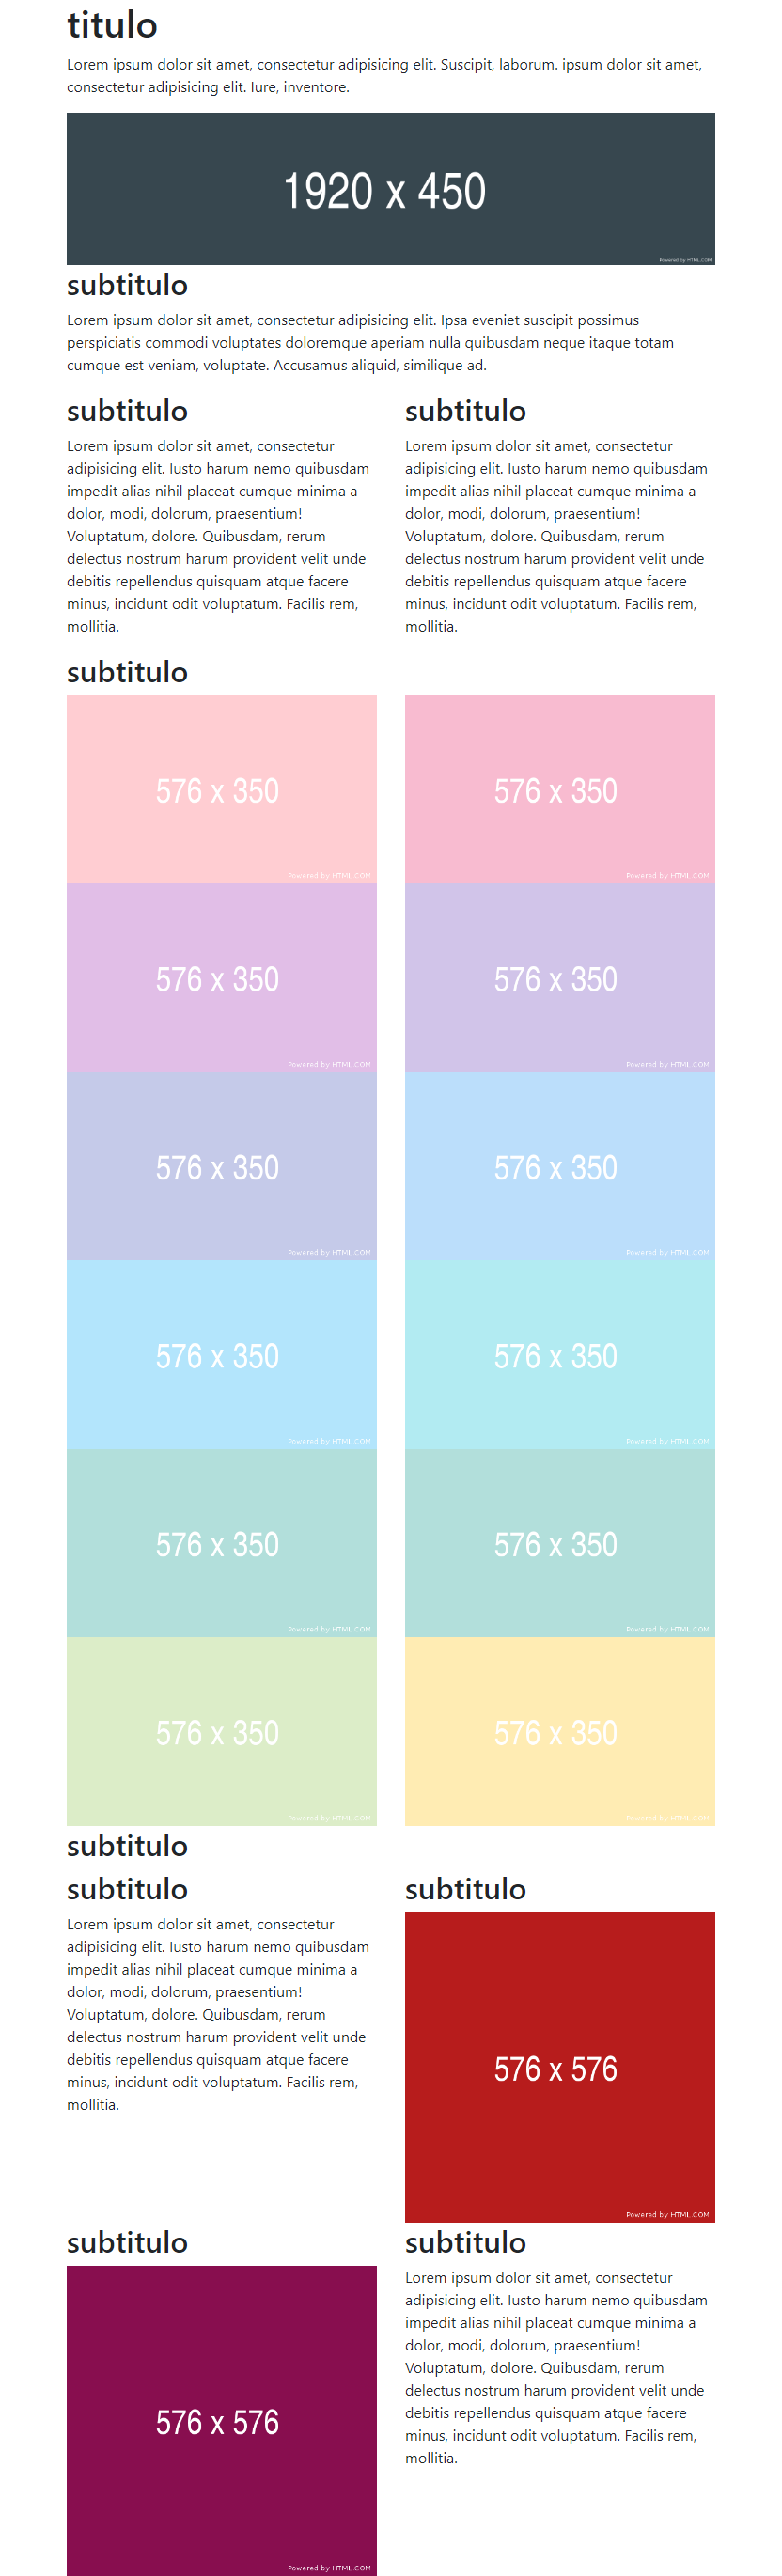 titulo
Lorem ipsum dolor sit amet, consectetur adipisicing elit. Suscipit, laborum. ipsum dolor sit amet,
consectetur adipisicing elit. Iure, inventore.
1920 x 450
Powered by HTML.COM
subtitulo
Lorem ipsum dolor sit amet, consectetur adipisicing elit. Ipsa eveniet suscipit possimus
perspiciatis commodi voluptates doloremque aperiam nulla quibusdam neque itaque totam
cumque est veniam, voluptate. Accusamus aliquid, similique ad.
subtitulo
Lorem ipsum dolor sit amet, consectetur
adipisicing elit. Iusto harum nemo quibusdam
impedit alias nihil placeat cumque minima a
dolor, modi, dolorum, praesentium!
Voluptatum, dolore. Quibusdam, rerum
delectus nostrum harum provident velit unde
debitis repellendus quisquam atque facere
minus, incidunt odit voluptatum. Facilis rem,
mollitia.
subtitulo
Lorem ipsum dolor sit amet, consectetur
adipisicing elit. Iusto harum nemo quibusdam
impedit alias nihil placeat cumque minima a
dolor, modi, dolorum, praesentium!
Voluptatum, dolore. Quibusdam, rerum
delectus nostrum harum provident velit unde
debitis repellendus quisquam atque facere
minus, incidunt odit voluptatum. Facilis rem,
mollitia.
subtitulo
576 x 350
Powered by HTML.COM
576 x 350
Powered by HTML.COM
576 x 350
Powered by HTML.COM
576 x 350
Powered by HTML.COM
576 x 350
Powered by HTML.COM
576 x 350
Powered by HTML.COM
576 x 350
Powered by HTML.COM
576 x 350
Powered by HTML.COM
576 x 350
Powered by HTML.COM
576 x 350
Powered by HTML.COM
576 x 350
Powered by HTML.COM
576 x 350
Powered by HTML.COM
subtitulo
subtitulo
Lorem ipsum dolor sit amet, consectetur
adipisicing elit. Iusto harum nemo quibusdam
impedit alias nihil placeat cumque minima a
dolor, modi, dolorum, praesentium!
Voluptatum, dolore. Quibusdam, rerum
delectus nostrum harum provident velit unde
debitis repellendus quisquam atque facere
minus, incidunt odit voluptatum. Facilis rem,
mollitia.
subtitulo
576 x 576
Powered by HTML.COM
subtitulo
576 x 576
Powered by HTML.COM
subtitulo
Lorem ipsum dolor sit amet, consectetur
adipisicing elit. Iusto harum nemo quibusdam
impedit alias nihil placeat cumque minima a
dolor, modi, dolorum, praesentium!
Voluptatum, dolore. Quibusdam, rerum
delectus nostrum harum provident velit unde
debitis repellendus quisquam atque facere
minus, incidunt odit voluptatum. Facilis rem,
mollitia.